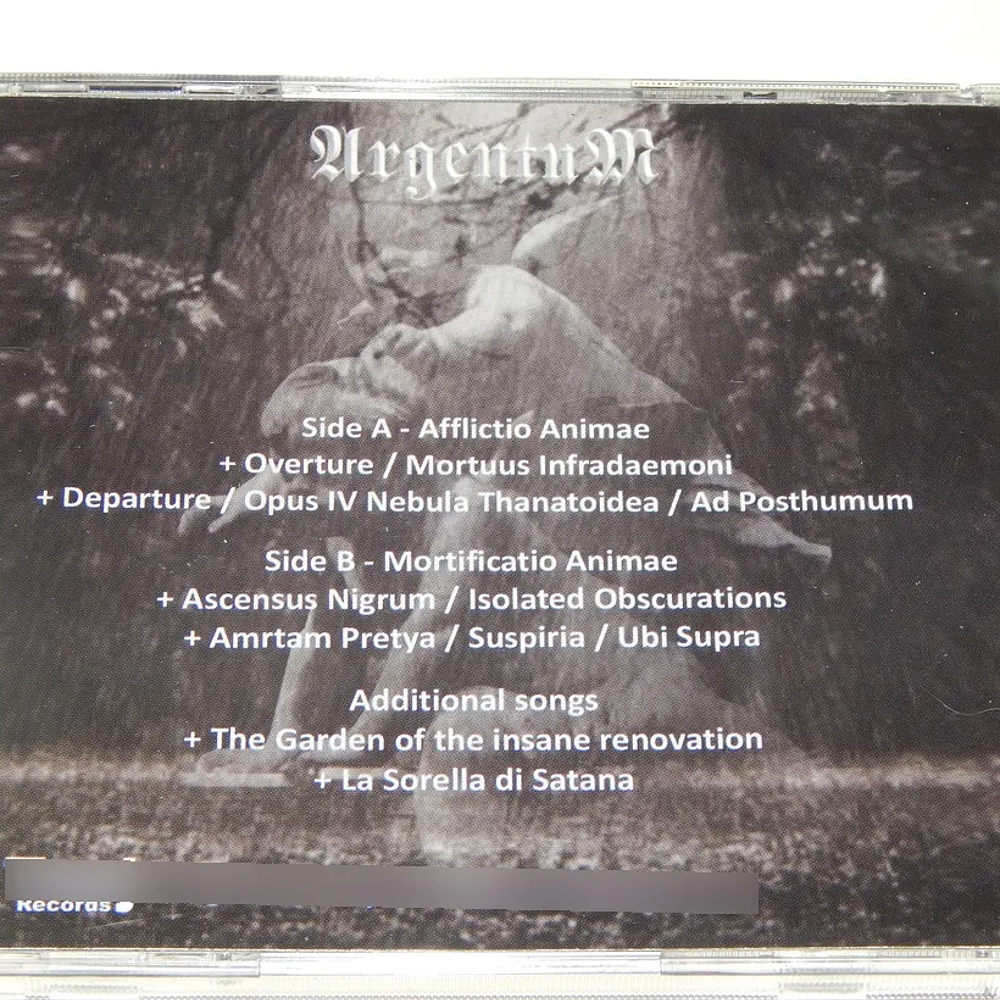 ArgentuM
Side A - Afflictio Animae
+ Overture / Mortuus Infradaemoni
+ Departure / Opus IV Nebula Thanatoidea / Ad Posthumum
Side B - Mortificatio Animae
+ Ascensus Nigrum / Isolated Obscurations
+ Amrtam Pretya / Suspiria / Ubi Supra
Additional songs
+ The Garden of the insane renovation
+ La Sorella di Satana
Records